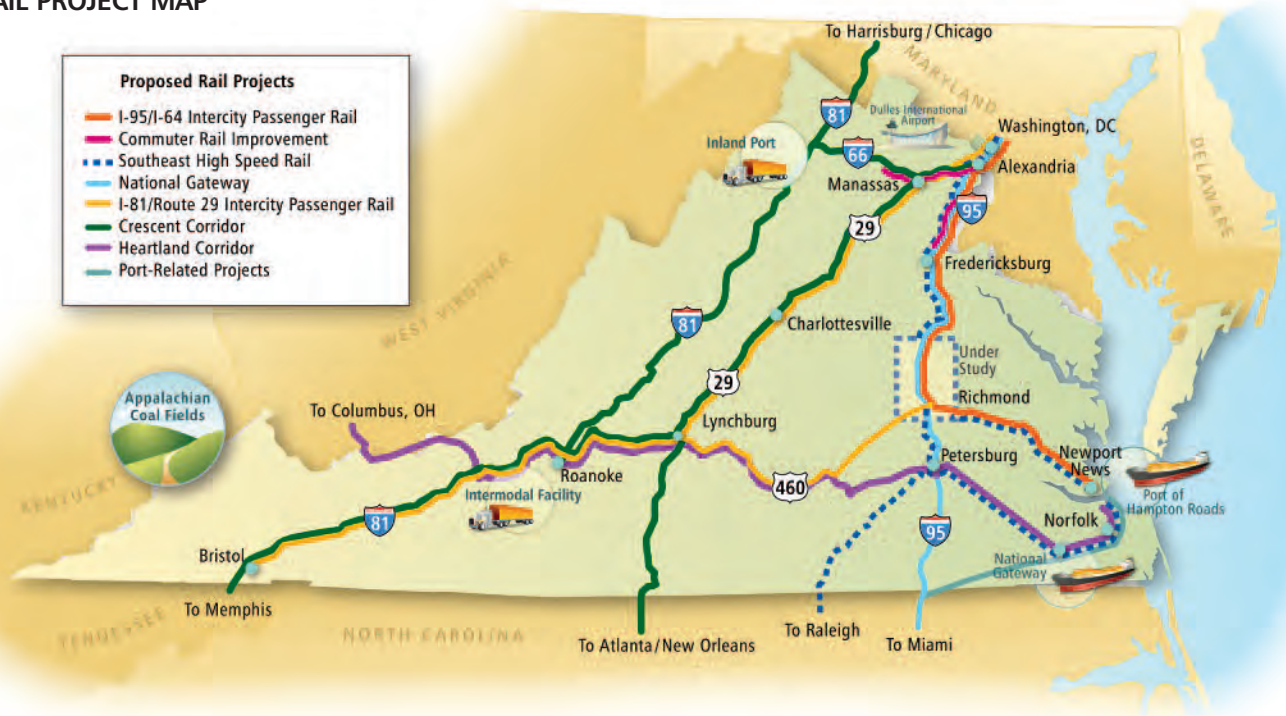 AIL PROJECT MAP
Proposed Rail Projects
I-95/I-64 Intercity Passenger Rail
Commuter Rail Improvement
Southeast High Speed Rail
National Gateway
I-81/Route 29 Intercity Passenger Rail
Crescent Corridor
Heartland Corridor
Port-Related Projects
To Harrisburg/Chicago
MARYLAND
81
Dulles International
Airport
Washington, DC
Inland Port
66
Alexandria
DELAWARE
Manassas
95
29
Fredericksburg
WEST VIRGINIA
81
Charlottesville
Under
Study
29
Appalachian
Coal Fields
To Columbus, OH
Richmond
Lynchburg
Petersburg
Newport
News
KENTUCKY
Roanoke
460
Port of
Hampton Roads
Intermodal Facility
81
Norfolk
95
Bristol
National
Gateway
To Memphis
TENNESSEE
NORTH CAROLINA
To Raleigh
To Atlanta/New Orleans
To Miami